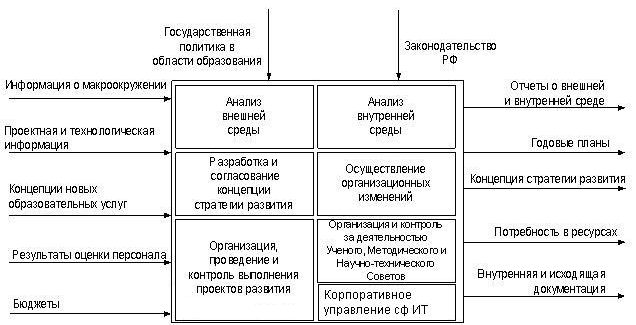 Государственная
политика в
области образования
Законодательство
РФ
Информация о макроокружении
Проектная и технологическая
информация
Концепции новых
образовательных услуг
Результаты оценки персонала
Бюджеты
Анализ
внешней
среды
Анализ
внутренней
среды
Разработка и
согласование
концепции
стратегии развития
Осуществление
организационных
изменений
Организация,
проведение и
контроль выполнения
проектов развития
Организация и контроль
за деятельностью
Ученого, Методического и
Научно-технического
Советов
Корпоративное
управление сф ИТ
Отчеты о внешней
и внутренней среде
Годовые планы
Концепция стратегии развития
Потребность в ресурсах
Внутренняя и исходящая
документация